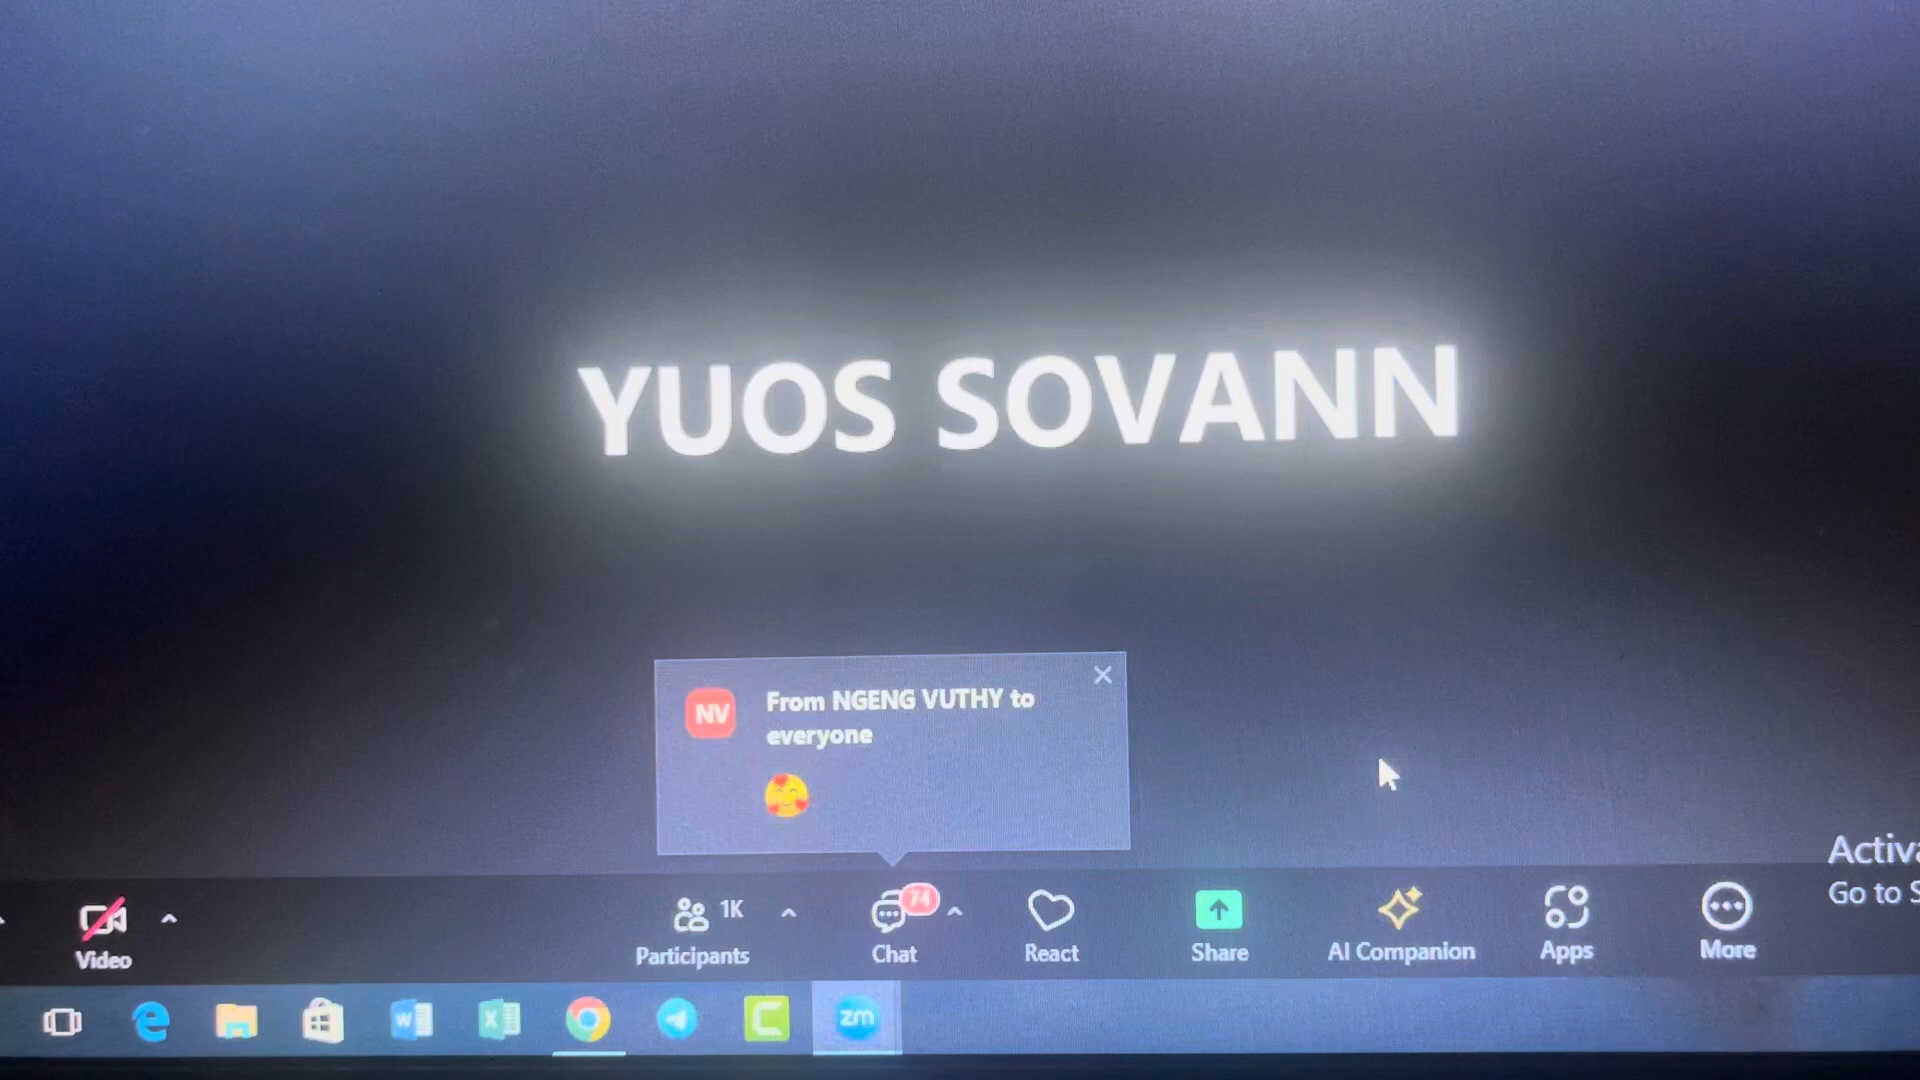 YUOS SOVANN
NV
From NGENG VUTHY to
everyone
1K
74
Video
Participants
Chat
React
Share
AI Companion
Apps
More
Go to
zm